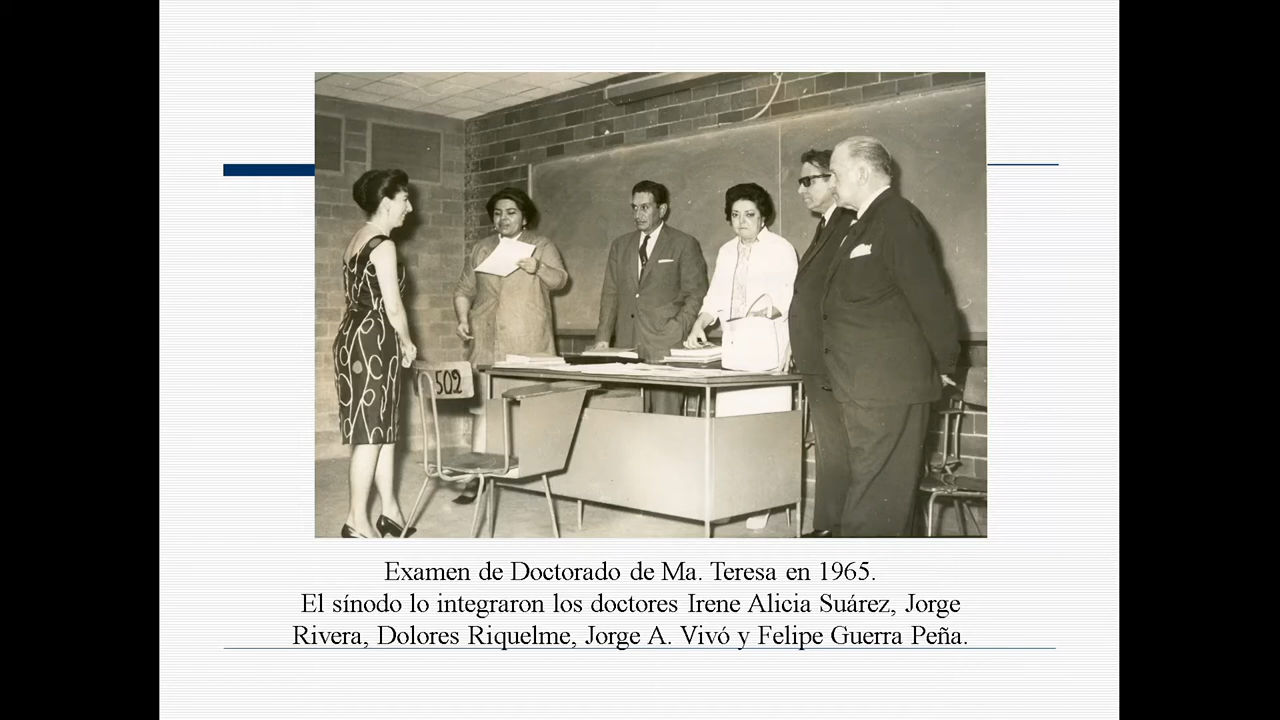 502
Examen de Doctorado de Ma. Teresa en 1965.
El sínodo lo integraron los doctores Irene Alicia Suárez, Jorge
Rivera, Dolores Riquelme, Jorge A. Vivó y Felipe Guerra Peña.